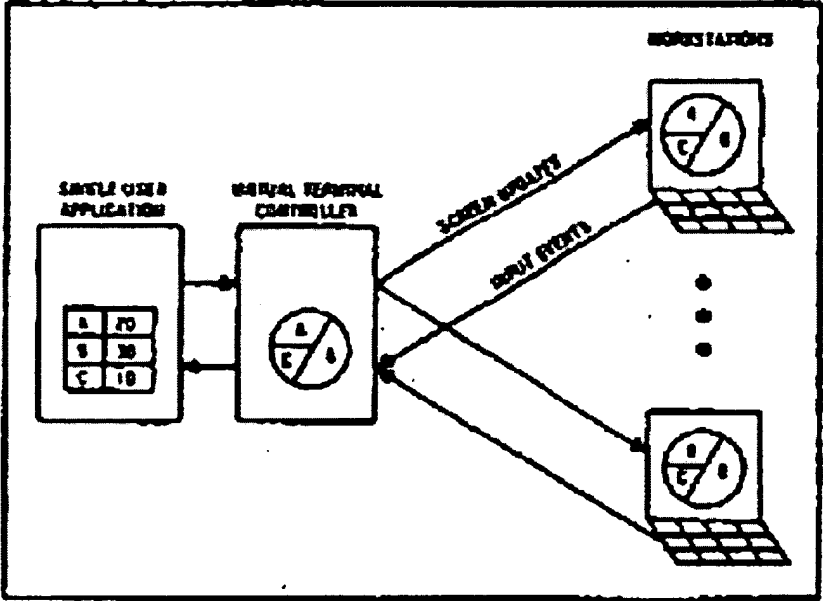 WORKSTATIONS
SINGLE USER
APPLICATION
VIRTUAL TERMINAL
CONTROLLER
SCREEN UPDATES
INPUT EVENTS
A
C
B
A 20
B 30
C 10
A
C
B
A
C
B